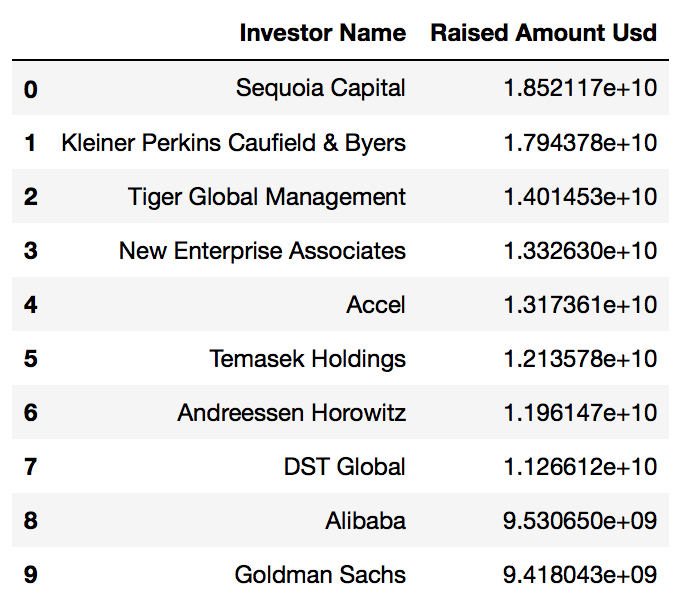 Investor Name Raised Amount Usd
0 Sequoia Capital 1.852117e+10
1 Kleiner Perkins Caufield & Byers 1.794378e+10
2 Tiger Global Management 1.401453e+10
3 New Enterprise Associates 1.332630e+10
4 Accel 1.317361e+10
5 Temasek Holdings 1.213578e+10
6 Andreessen Horowitz 1.196147e+10
7 DST Global 1.126612e+10
8 Alibaba 9.530650e+09
9 Goldman Sachs 9.418043e+09